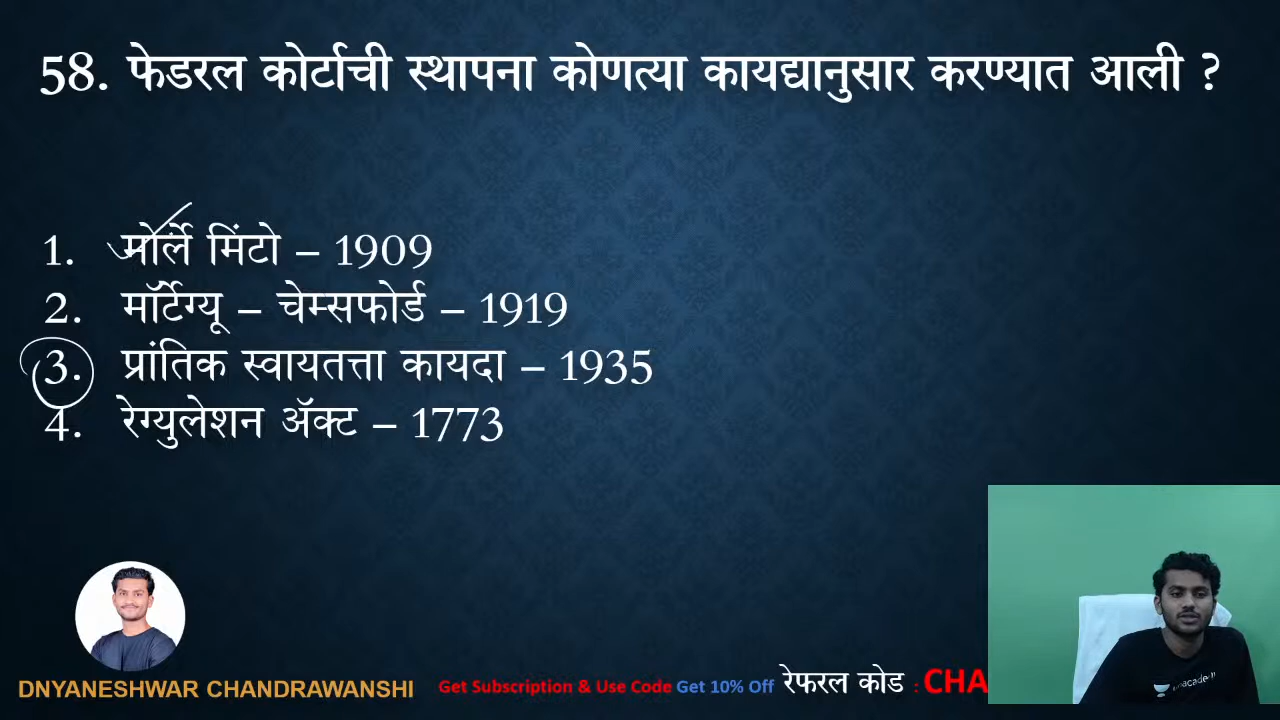 58. फेडरल कोर्टाची स्थापना कोणत्या कायद्यानुसार करण्यात आली ?
1. मोर्ले मिंटो – 1909
2. मॉर्टेग्यू – चेम्सफोर्ड – 1919
3. प्रांतिक स्वायतत्ता कायदा – 1935
4. रेग्युलेशन ॲक्ट – 1773
DNYANESHWAR CHANDRAWANSHI Get Subscription & Use Code Get 10% Off रेफरल कोड : CHA